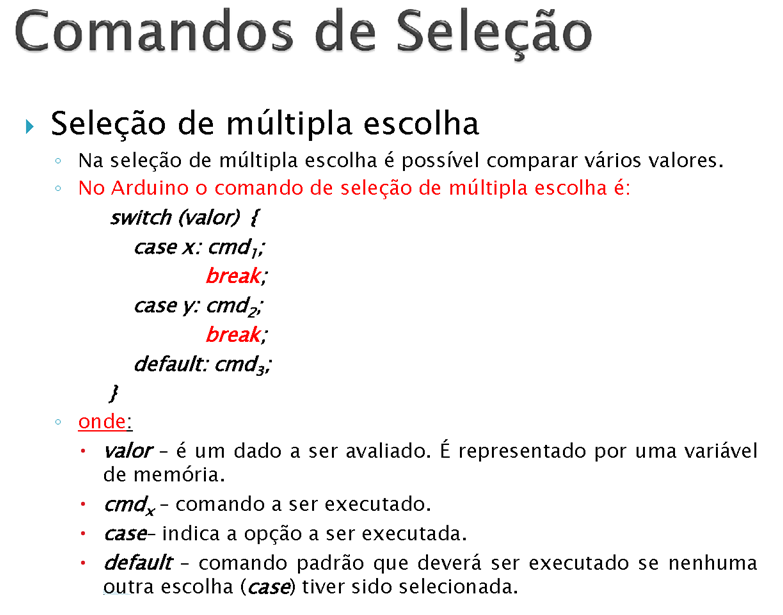 Comandos de Seleção
Seleção de múltipla escolha
Na seleção de múltipla escolha é possível comparar vários valores.
No Arduino o comando de seleção de múltipla escolha é:
switch (valor) {
case x: cmd1;
break;
case y: cmd2;
break;
default: cmd3;
}
onde:
valor – é um dado a ser avaliado. É representado por uma variável
de memória.
cmdx – comando a ser executado.
case– indica a opção a ser executada.
default – comando padrão que deverá ser executado se nenhuma
outra escolha (case) tiver sido selecionada.